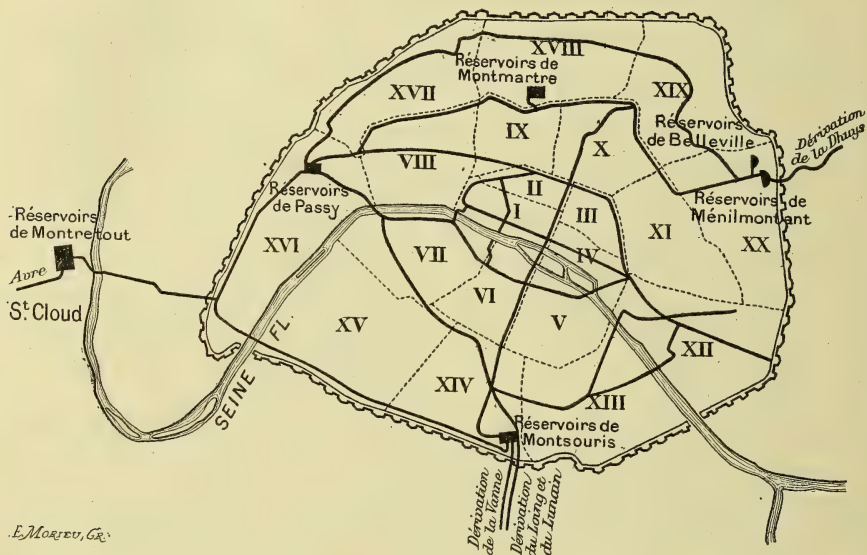 XVIII
Réservoirs de
Montmartre
XVII
XIX
IX
Réservoirs
de Belleville
Dérivation
de la Dhuys
X
VIII
II
Réservoirs
de Passy
I
III
Réservoirs de
Ménilmontant
XI
XX
Réservoirs
de Montretout
XVI
IV
VII
Avre
St Cloud
VI
V
XV
SEINE FL.
XII
XIV
XIII
Réservoirs de
Montsouris
Dérivation
de la Vanne
Dérivation
du Loing et
du Lunain
E. MORIEU, GR.